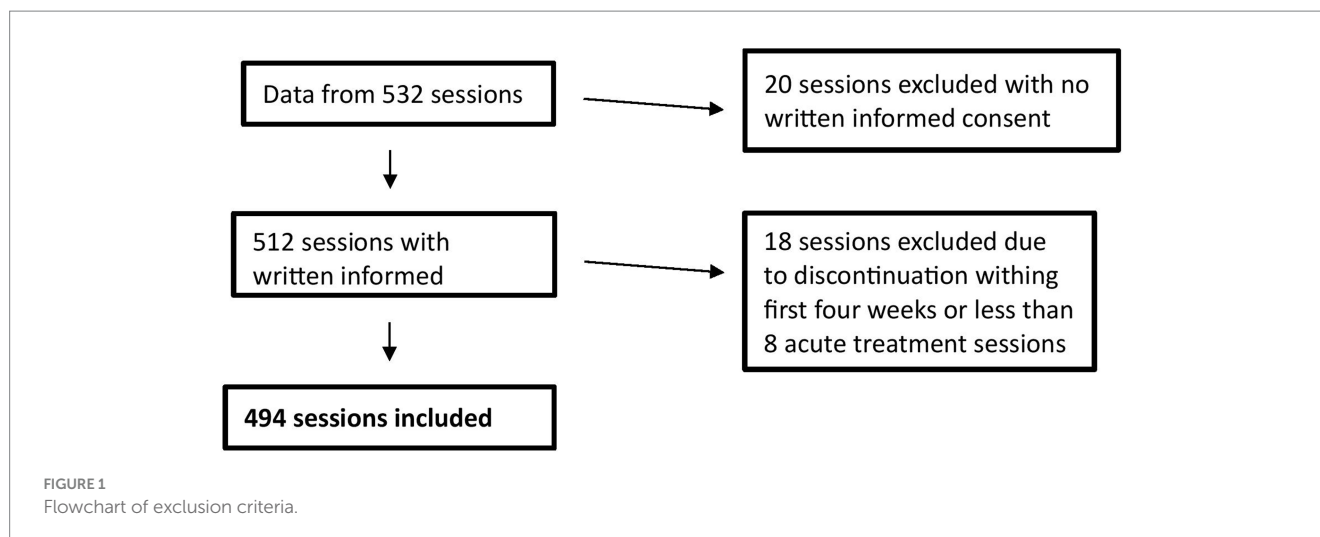 Data from 532 sessions
20 sessions excluded with no
written informed consent
512 sessions with
written informed
18 sessions excluded due
to discontinuation withing
first four weeks or less than
8 acute treatment sessions
494 sessions included
FIGURE 1
Flowchart of exclusion criteria.